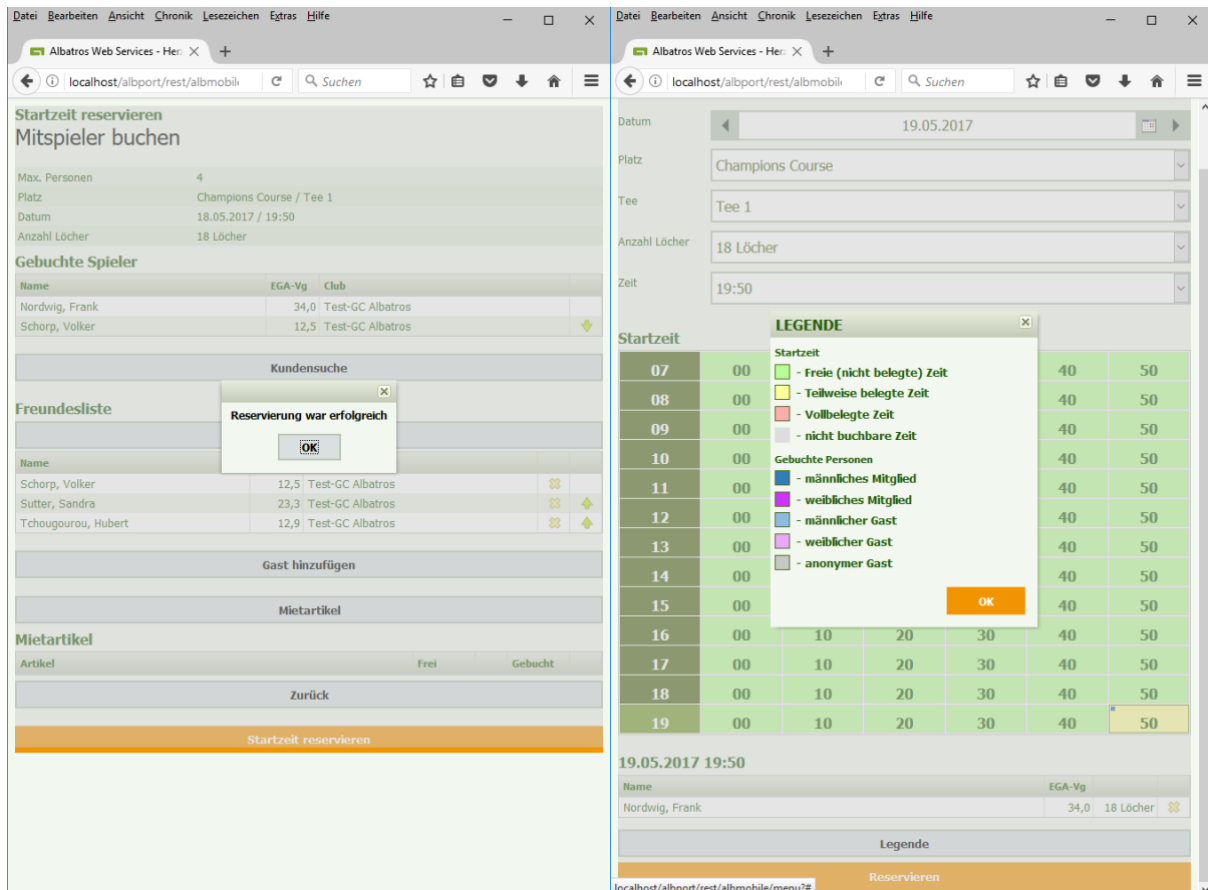 Datei Bearbeiten Ansicht Chronik Lesezeichen Extras Hilfe
Albatros Web Services - Her
localhost/albport/rest/albmobil
Suchen
Startzeit reservieren
Mitspieler buchen
Max. Personen 4
Platz Champions Course / Tee 1
Datum 18.05.2017 / 19:50
Anzahl Löcher 18 Löcher
Gebuchte Spieler
Name EGA-Vg Club
Nordwig, Frank 34,0 Test-GC Albatros
Schorp, Volker 12,5 Test-GC Albatros
Kundensuche
Reservierung war erfolgreich
OK
Freundesliste
Name
Schorp, Volker 12,5 Test-GC Albatros
Sutter, Sandra 23,3 Test-GC Albatros
Tchougourou, Hubert 12,9 Test-GC Albatros
Gast hinzufügen
Mietartikel
Mietartikel
Artikel Frei Gebucht
Zurück
Startzeit reservieren
Datei Bearbeiten Ansicht Chronik Lesezeichen Extras Hilfe
Albatros Web Services - Her
localhost/albport/rest/albmobil
Suchen
Datum 19.05.2017
Platz Champions Course
Tee Tee 1
Anzahl Löcher 18 Löcher
Zeit 19:50
Startzeit
LEGENDE
Startzeit
- Freie (nicht belegte) Zeit
- Teilweise belegte Zeit
- Vollbelegte Zeit
- nicht buchbare Zeit
Gebuchte Personen
- männliches Mitglied
- weibliches Mitglied
- männlicher Gast
- weiblicher Gast
- anonymer Gast
OK
07 00 40 50
08 00 40 50
09 00 40 50
10 00 40 50
11 00 40 50
12 00 40 50
13 00 40 50
14 00 40 50
15 00 40 50
16 00 10 20 30 40 50
17 00 10 20 30 40 50
18 00 10 20 30 40 50
19 00 10 20 30 40 50
19.05.2017 19:50
Name EGA-Vg
Nordwig, Frank 34,0 18 Löcher
Legende
Reservieren
localhost/albport/rest/albmobile/menu?#